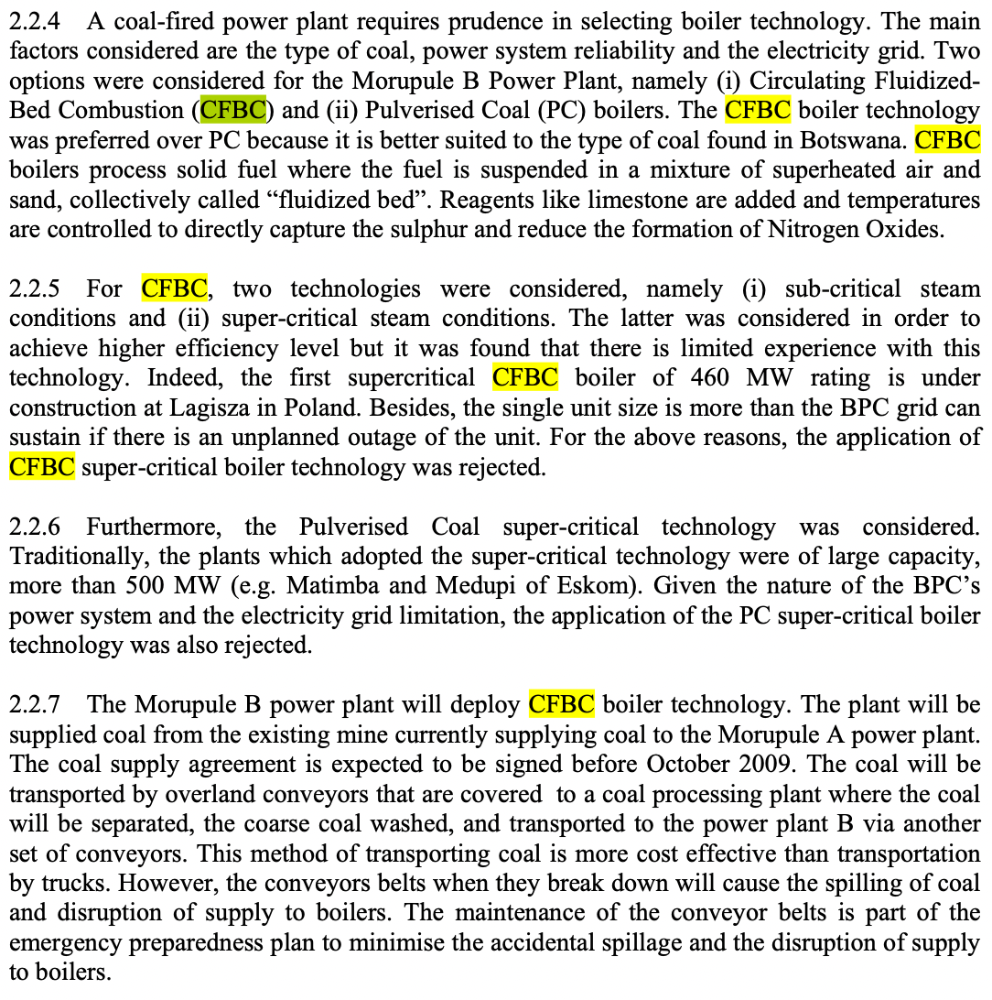 2.2.4 A coal-fired power plant requires prudence in selecting boiler technology. The main
factors considered are the type of coal, power system reliability and the electricity grid. Two
options were considered for the Morupule B Power Plant, namely (i) Circulating Fluidized-
Bed Combustion (CFBC) and (ii) Pulverised Coal (PC) boilers. The CFBC boiler technology
was preferred over PC because it is better suited to the type of coal found in Botswana. CFBC
boilers process solid fuel where the fuel is suspended in a mixture of superheated air and
sand, collectively called “fluidized bed”. Reagents like limestone are added and temperatures
are controlled to directly capture the sulphur and reduce the formation of Nitrogen Oxides.
2.2.5 For CFBC, two technologies were considered, namely (i) sub-critical steam
conditions and (ii) super-critical steam conditions. The latter was considered in order to
achieve higher efficiency level but it was found that there is limited experience with this
technology. Indeed, the first supercritical CFBC boiler of 460 MW rating is under
construction at Lagisza in Poland. Besides, the single unit size is more than the BPC grid can
sustain if there is an unplanned outage of the unit. For the above reasons, the application of
CFBC super-critical boiler technology was rejected.
2.2.6 Furthermore, the Pulverised Coal super-critical technology was considered.
Traditionally, the plants which adopted the super-critical technology were of large capacity,
more than 500 MW (e.g. Matimba and Medupi of Eskom). Given the nature of the BPC’s
power system and the electricity grid limitation, the application of the PC super-critical boiler
technology was also rejected.
2.2.7 The Morupule B power plant will deploy CFBC boiler technology. The plant will be
supplied coal from the existing mine currently supplying coal to the Morupule A power plant.
The coal supply agreement is expected to be signed before October 2009. The coal will be
transported by overland conveyors that are covered to a coal processing plant where the coal
will be separated, the coarse coal washed, and transported to the power plant B via another
set of conveyors. This method of transporting coal is more cost effective than transportation
by trucks. However, the conveyors belts when they break down will cause the spilling of coal
and disruption of supply to boilers. The maintenance of the conveyor belts is part of the
emergency preparedness plan to minimise the accidental spillage and the disruption of supply
to boilers.